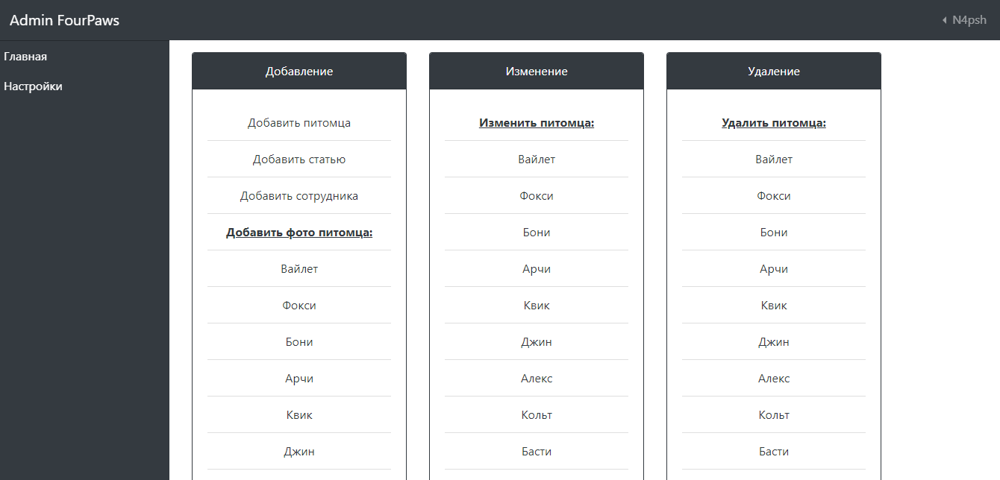 Admin FourPaws
N4psh
Главная
Настройки
Добавление
Добавить питомца
Добавить статью
Добавить сотрудника
Добавить фото питомца:
Вайлет
Фокси
Бони
Арчи
Квик
Джин
Изменение
Изменить питомца:
Вайлет
Фокси
Бони
Арчи
Квик
Джин
Алекс
Кольт
Басти
Удаление
Удалить питомца:
Вайлет
Фокси
Бони
Арчи
Квик
Джин
Алекс
Кольт
Басти